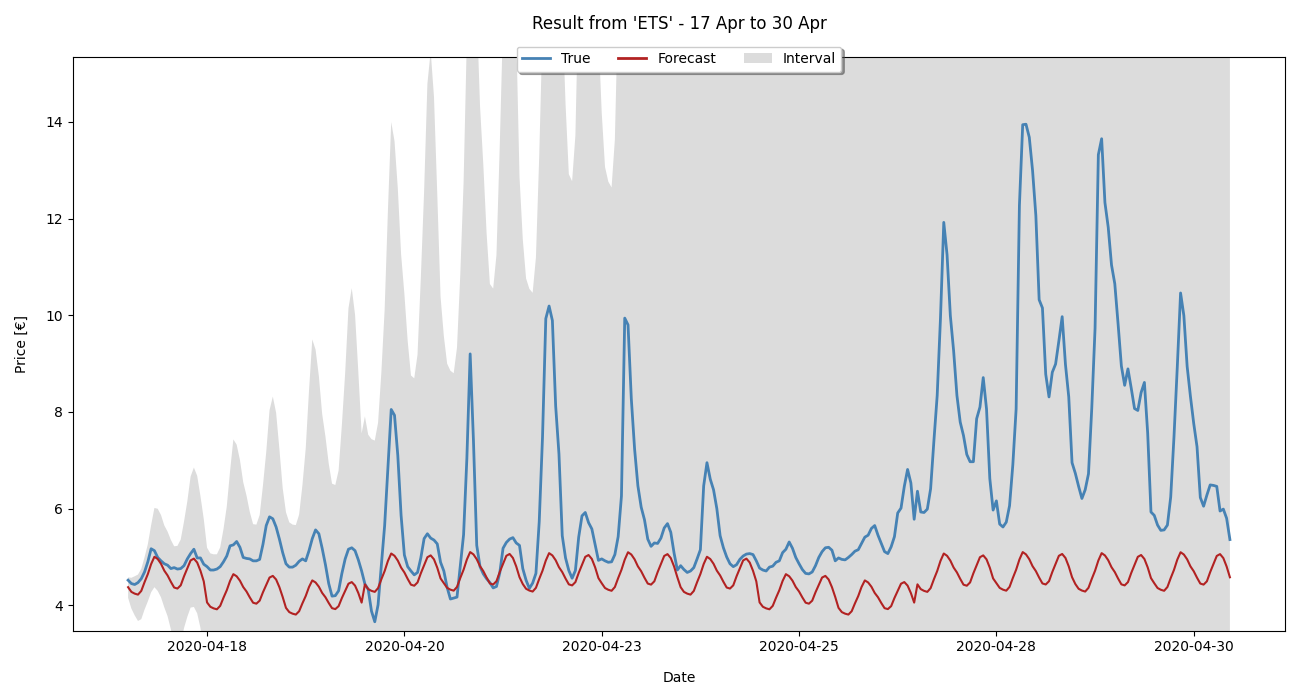 Result from 'ETS' - 17 Apr to 30 Apr
True Forecast Interval
14
12
10
8
6
4
Price [€]
2020-04-18 2020-04-20 2020-04-23 2020-04-25 2020-04-28 2020-04-30
Date